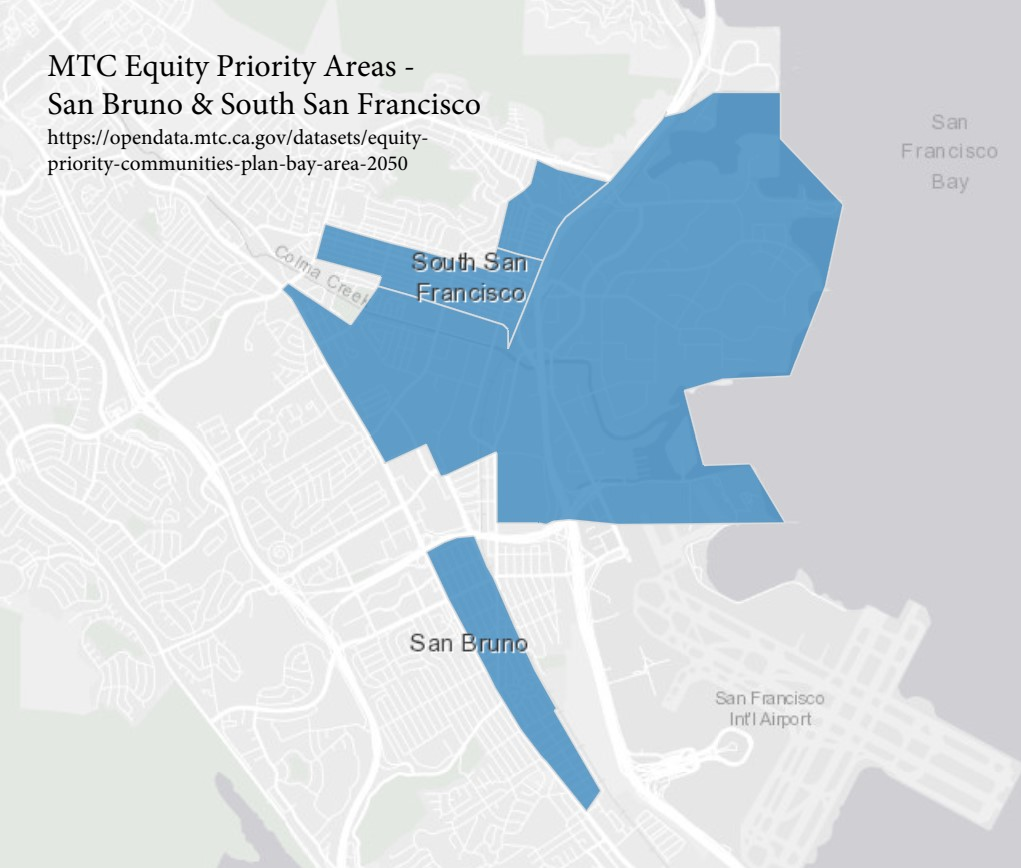 MTC Equity Priority Areas -
San Bruno & South San Francisco
https://opendata.mtc.ca.gov/datasets/equity-
priority-communities-plan-bay-area-2050
San
Francisco
Bay
South San
Francisco
Colma Creek
San Bruno
San Francisco
Int'l Airport